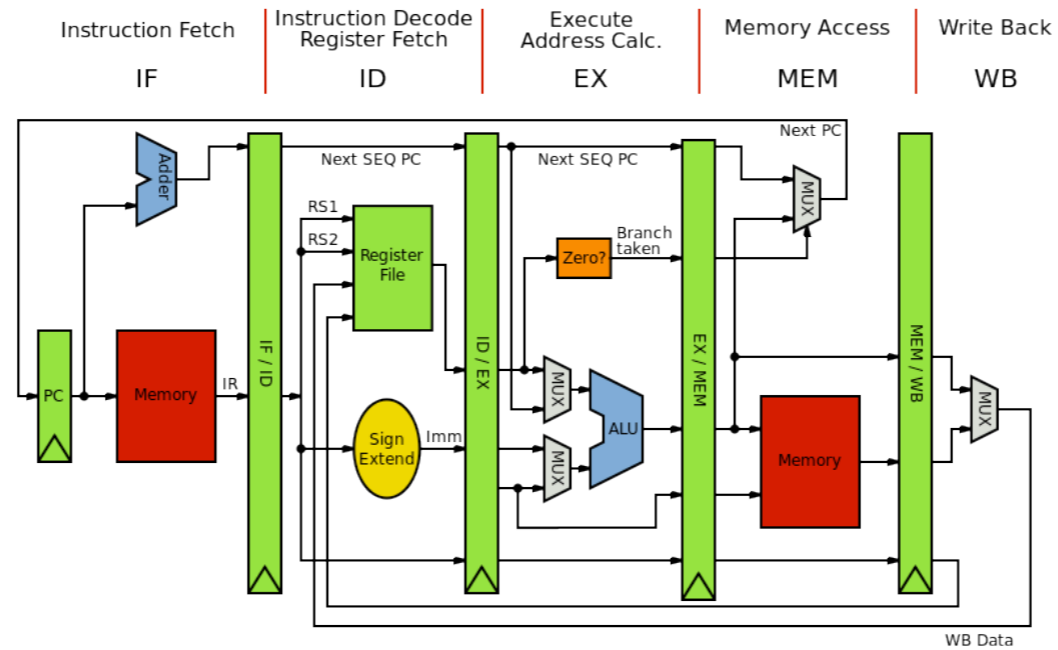 Instruction Fetch
IF
Instruction Decode
Register Fetch
ID
Execute
Address Calc.
EX
Memory Access
MEM
Write Back
WB
Next PC
Adder
Next SEQ PC
Next SEQ PC
MUX
RS1
RS2
Register
File
Branch
taken
Zero?
IF / ID
ID / EX
EX / MEM
MEM / WB
PC
Memory
IR
MUX
ALU
MUX
Sign
Extend
Imm
MUX
Memory
WB Data